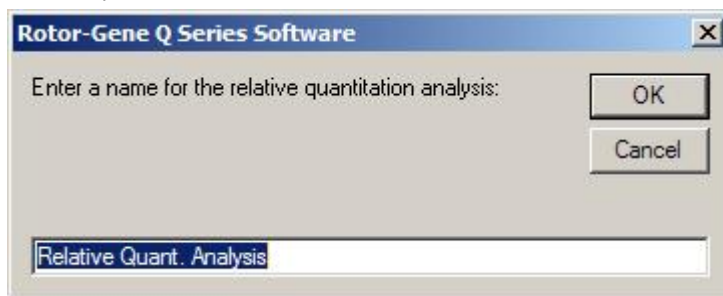 Rotor-Gene Q Series Software
Enter a name for the relative quantitation analysis:
OK
Cancel
Relative Quant. Analysis